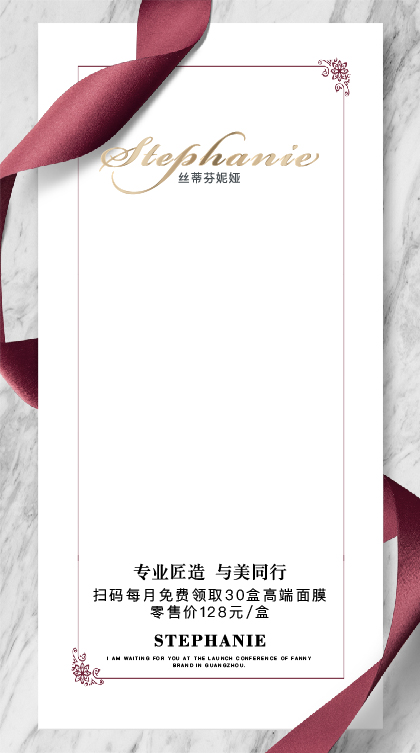 Stephanie
丝蒂芬妮娅
专业匠造 与美同行
扫码每月免费领取30盒高端面膜
零售价128元/盒
STEPHANIE
I AM WAITING FOR YOU AT THE LAUNCH CONFERENCE OF FANNY
BRAND IN GUANGZHOU.